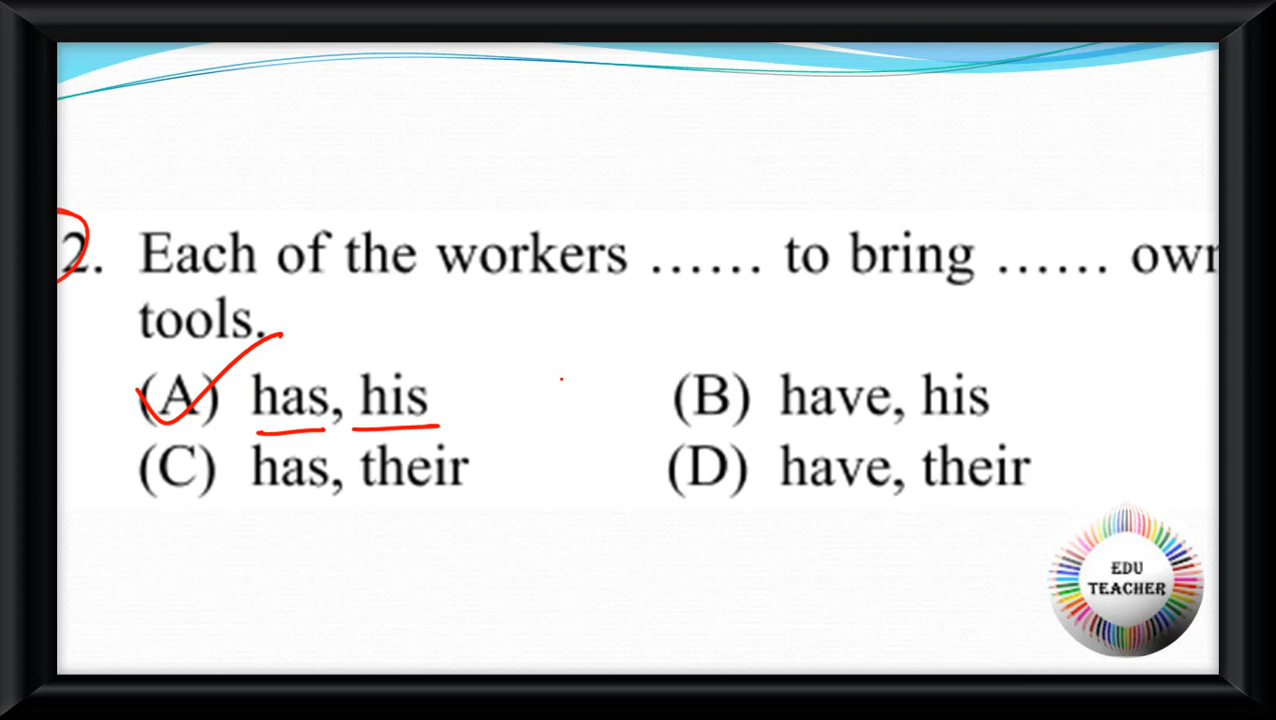 2. Each of the workers ...... to bring ...... own
tools.
(A) has, his (B) have, his
(C) has, their (D) have, their
EDU
TEACHER